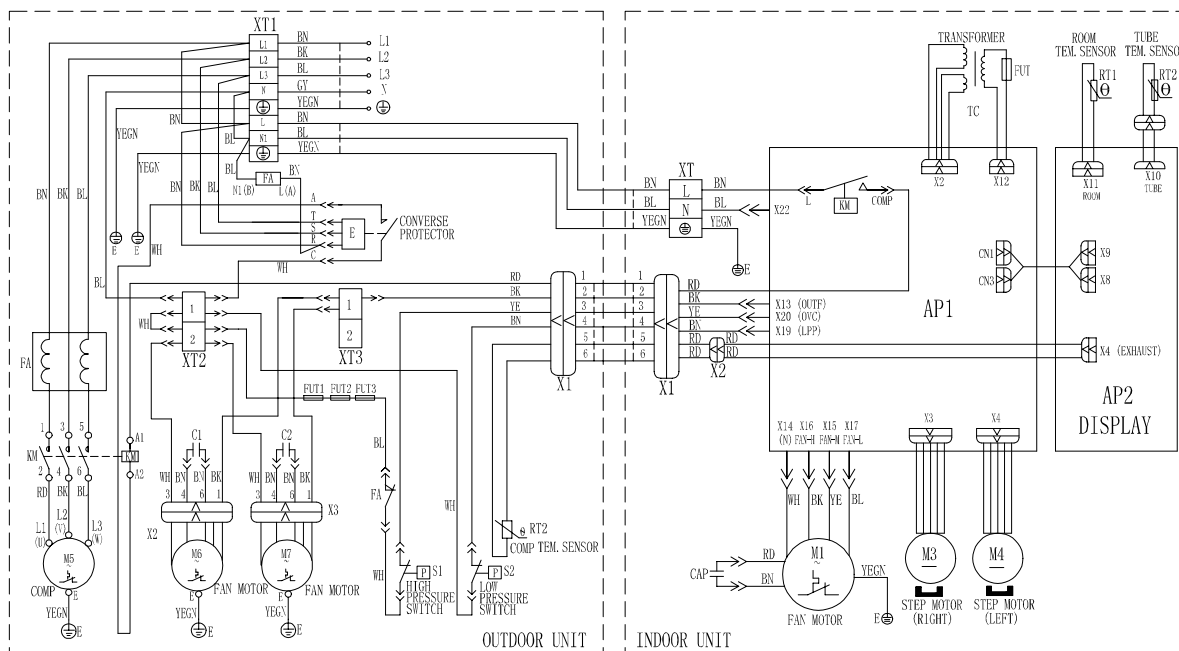 XT1
L1 BN L1
L2 BK L2
L3 BL L3
N GY N
YEGN
L BN
N1 BL
YEGN
BN
BL
BL BN
FA
N1(B) L(A)
YEGN
YEGN
BN BK BL
BN BK BL
E E
WH
A
T
S
R
C
E
CONVERSE
PROTECTOR
WH
BL
WH
1
2
XT2
1
2
XT3
RD
BK
YE
BN
1
2
3
4
5
6
X1
1
2
3
4
5
6
X1
FA
FUT1 FUT2 FUT3
BL
FA
WH
WH
1 3 5
KM
2 4 6
KM
A1
A2
RD BK BL
L1
(U)
L2
(V)
L3
(W)
M5
~
COMP
E
YEGN
E
C1
WH BN BN BK
3 4 6 1
X2
M6
~
FAN MOTOR
E
YEGN
E
C2
WH BN BN BK
3 4 6 1
X3
M7
~
FAN MOTOR
E
YEGN
E
P S1
HIGH
PRESSURE
SWITCH
P S2
LOW
PRESSURE
SWITCH
θ RT2
COMP TEM. SENSOR
OUTDOOR UNIT
INDOOR UNIT
XT
BN L BN
BL N BL
YEGN YEGN
E
X22
L
KM
COMP
TRANSFORMER
FUT
TC
X2
X12
ROOM
TEM. SENSOR
RT1
θ
X11
ROOM
TUBE
TEM. SENSO
RT2
θ
X10
TUBE
CN1
CN3
X9
X8
AP1
RD
BK
YE
BN
RD
RD
X13 (OUTF)
X20 (OVC)
X19 (LPP)
RD
RD
X2
X4 (EXHAUST)
AP2
DISPLAY
X14 X16 X15 X17
(N) FAN-H FAN-M FAN-L
WH BK YE BL
M1
~
FAN MOTOR
RD
CAP
BN
YEGN
E
X3
M3
STEP MOTOR
(RIGHT)
X4
M4
STEP MOTOR
(LEFT)